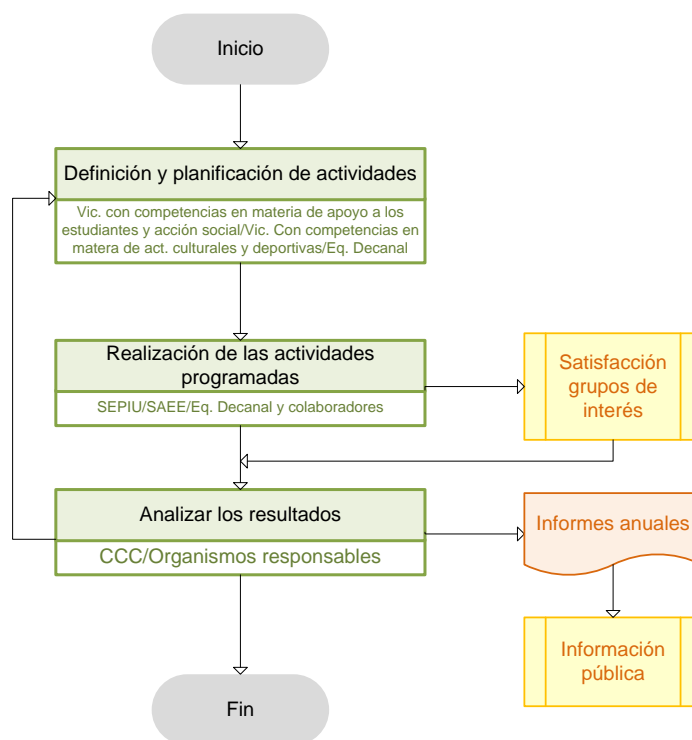 Inicio
Definición y planificación de actividades
Vic. con competencias en materia de apoyo a los
estudiantes y acción social/Vic. Con competencias en
matera de act. culturales y deportivas/Eq. Decanal
Realización de las actividades
programadas
SEPIU/SAEE/Eq. Decanal y colaboradores
Satisfacción
grupos de
interés
Analizar los resultados
CCC/Organismos responsables
Informes anuales
Información
pública
Fin